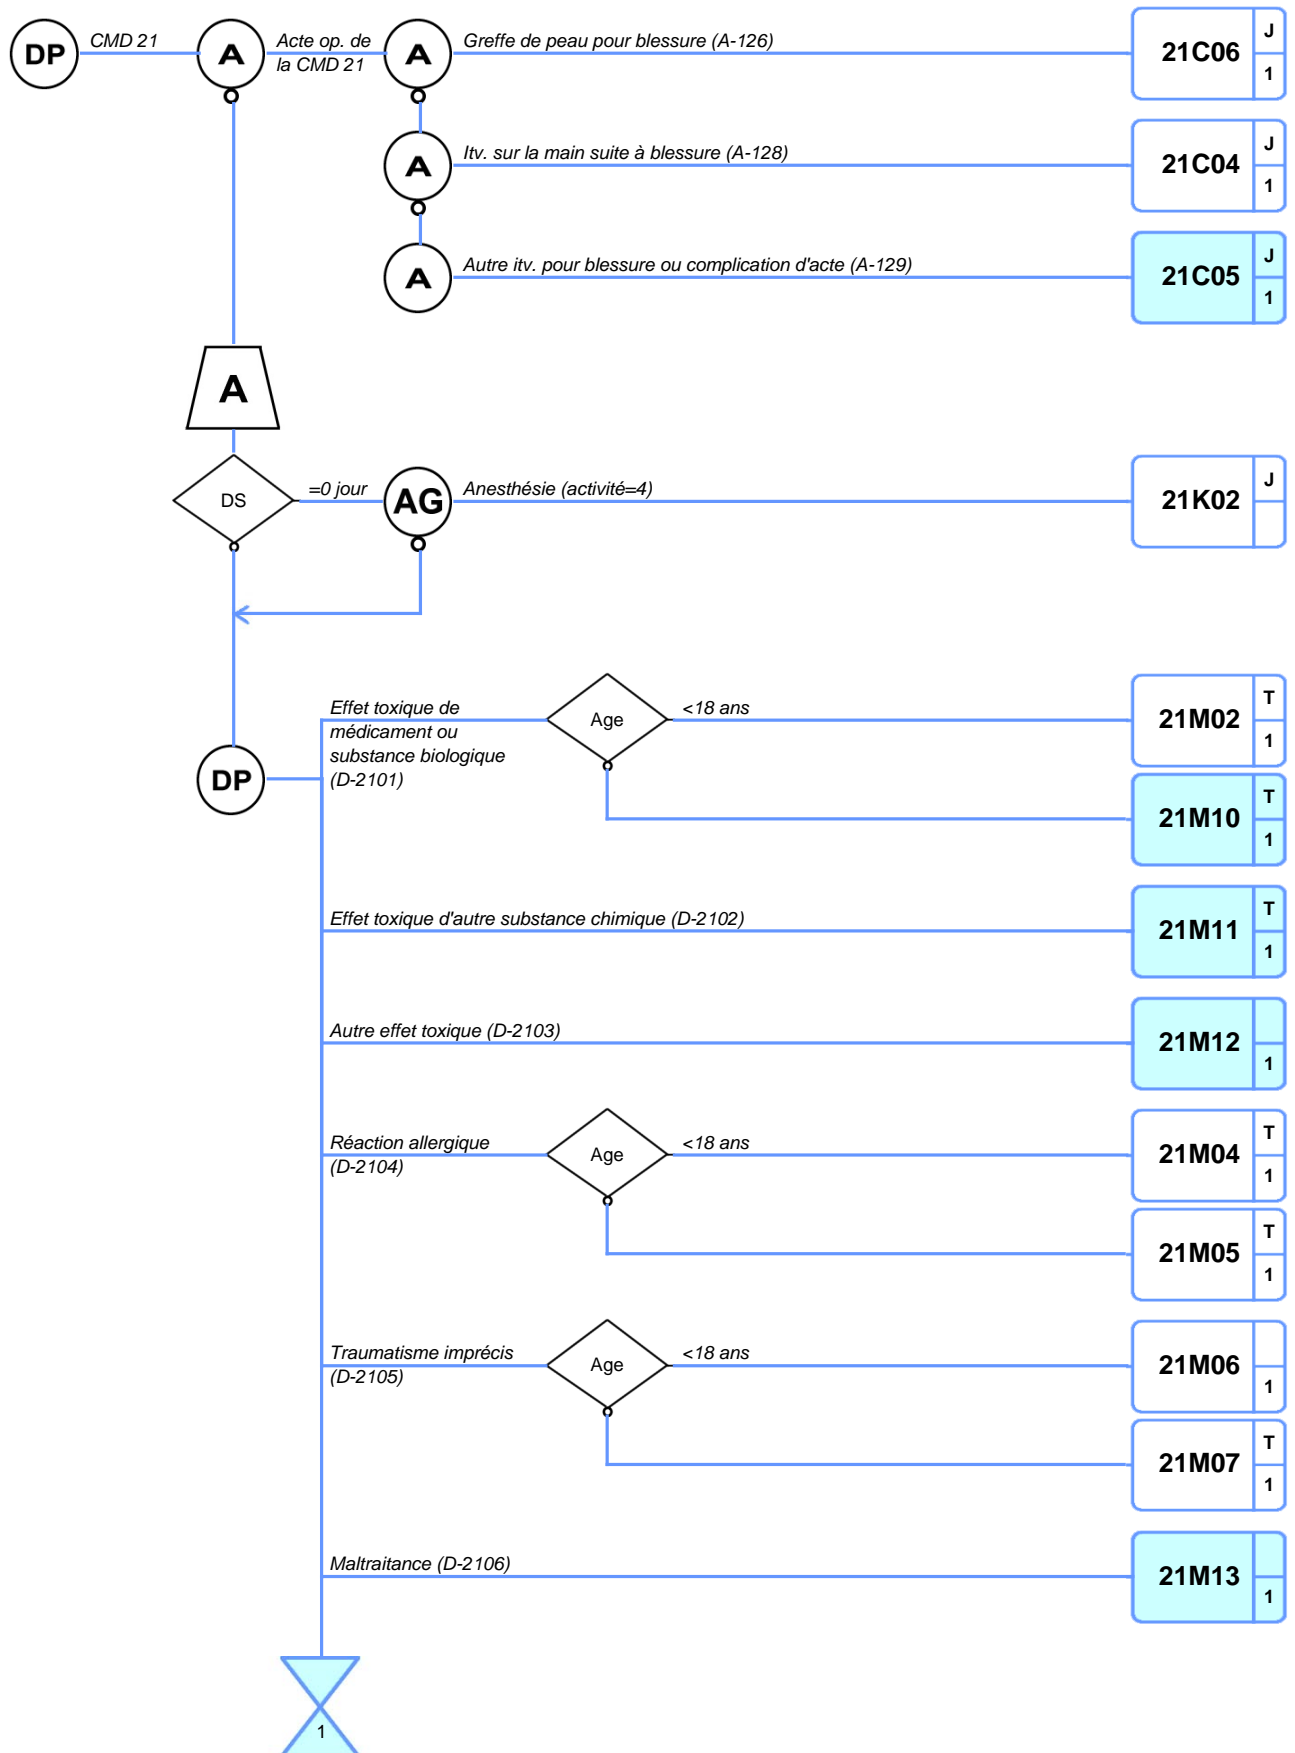 DP
CMD 21
A
Acte op. de
la CMD 21
A
Greffe de peau pour blessure (A-126)
21C06
J
1
A
Itv. sur la main suite à blessure (A-128)
21C04
J
1
A
Autre itv. pour blessure ou complication d'acte (A-129)
21C05
J
1
A
DS
=0 jour
AG
Anesthésie (activité=4)
21K02
J
DP
Effet toxique de
médicament ou
substance biologique
(D-2101)
Age
<18 ans
21M02
T
1
21M10
T
1
Effet toxique d'autre substance chimique (D-2102)
21M11
T
1
Autre effet toxique (D-2103)
21M12
1
Réaction allergique
(D-2104)
Age
<18 ans
21M04
T
1
21M05
T
1
Traumatisme imprécis
(D-2105)
Age
<18 ans
21M06
1
21M07
T
1
Maltraitance (D-2106)
21M13
1
1